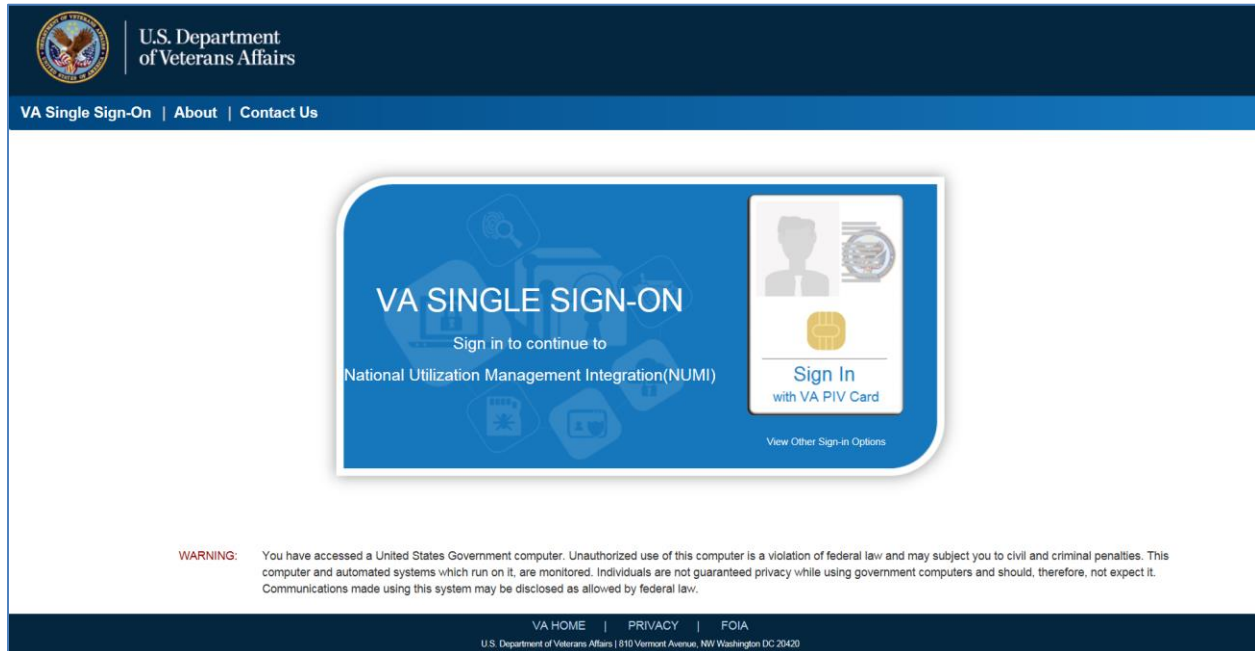 U.S. Department
of Veterans Affairs
VA Single Sign-On | About | Contact Us
VA SINGLE SIGN-ON
Sign in to continue to
National Utilization Management Integration(NUMI)
Sign In
with VA PIV Card
View Other Sign-in Options
WARNING: You have accessed a United States Government computer. Unauthorized use of this computer is a violation of federal law and may subject you to civil and criminal penalties. This
computer and automated systems which run on it, are monitored. Individuals are not guaranteed privacy while using government computers and should, therefore, not expect it.
Communications made using this system may be disclosed as allowed by federal law.
VA HOME | PRIVACY | FOIA
U.S. Department of Veterans Affairs | 810 Vermont Avenue, NW Washington DC 20420